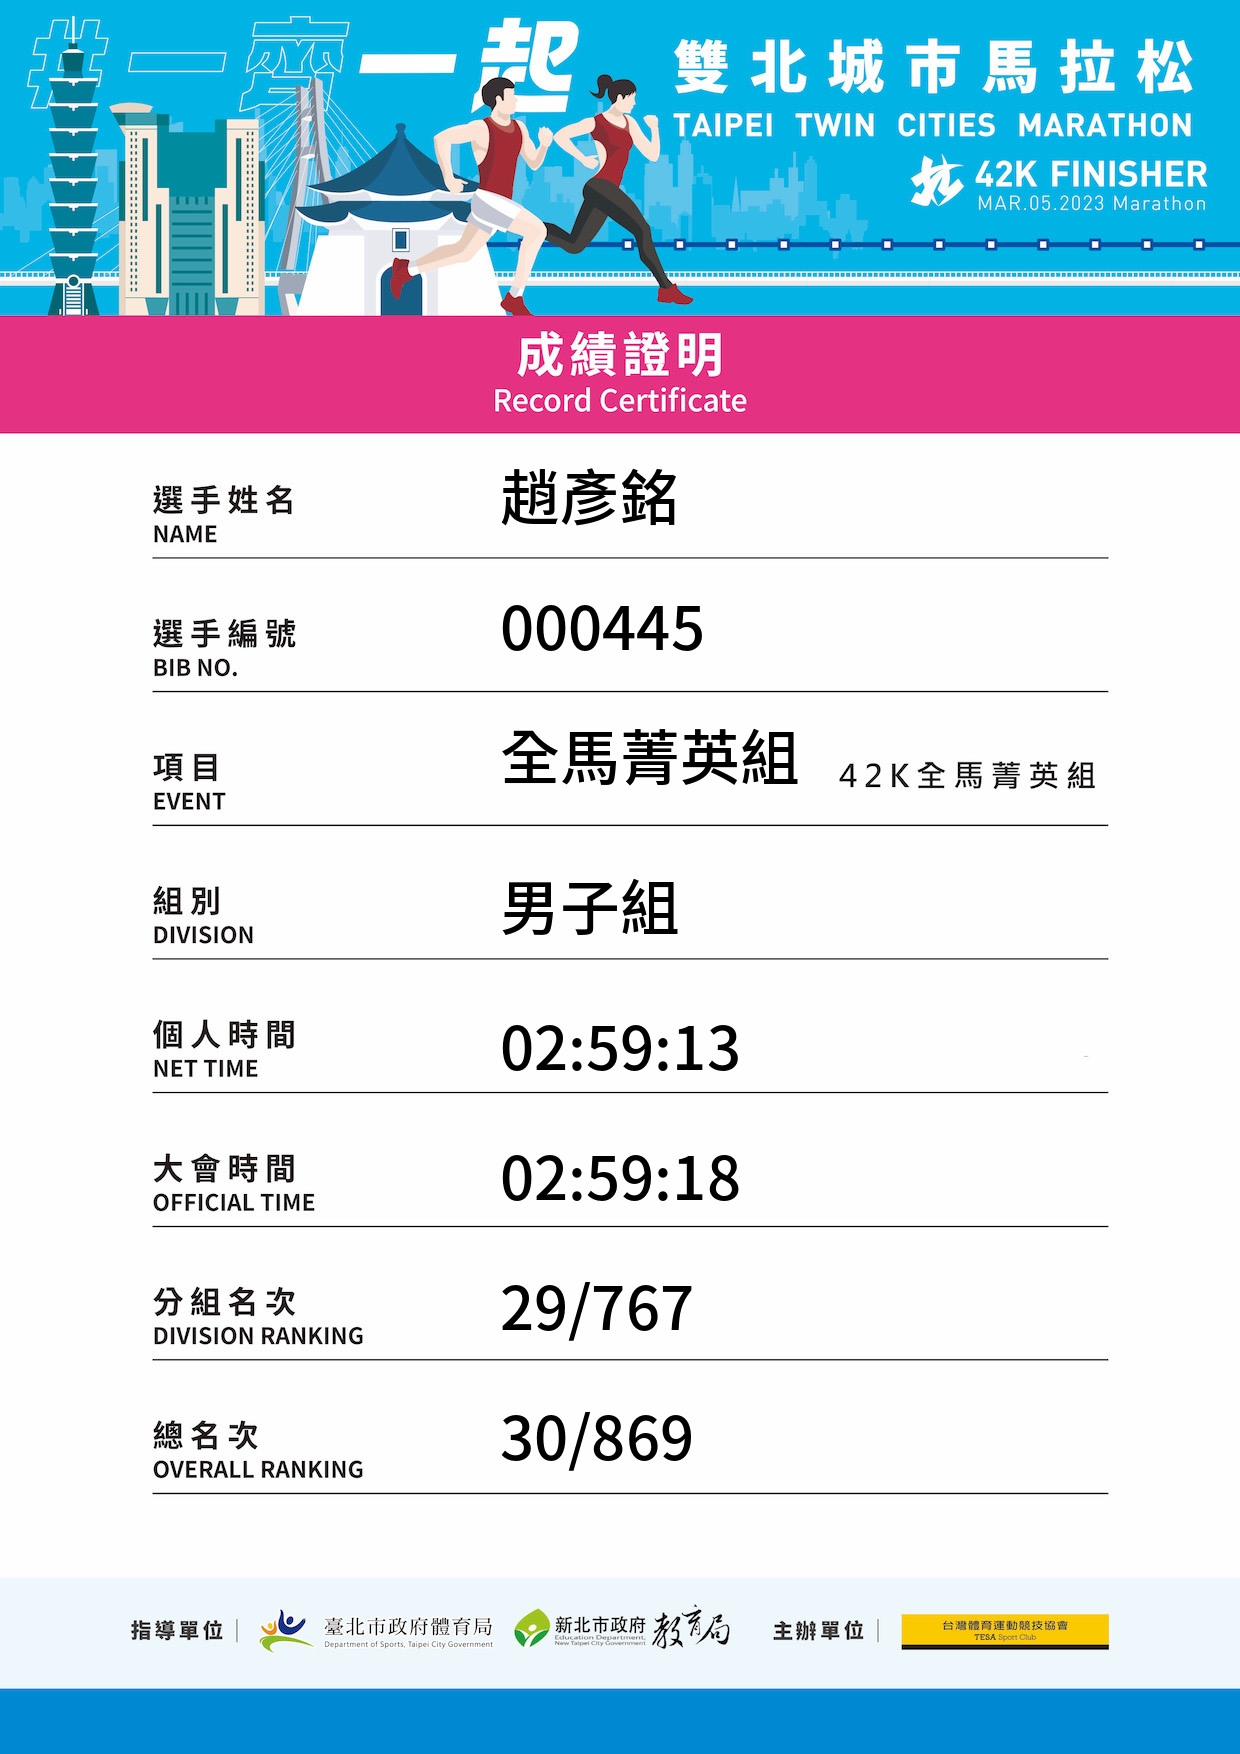 #一齊一起
雙北城市馬拉松
TAIPEI TWIN CITIES MARATHON
42K FINISHER
MAR.05.2023 Marathon
成績證明
Record Certificate
選手姓名
NAME
趙彥銘
選手編號
BIB NO.
000445
項目
EVENT
全馬菁英組 42K全馬菁英組
組別
DIVISION
男子組
個人時間
NET TIME
02:59:13
大會時間
OFFICIAL TIME
02:59:18
分組名次
DIVISION RANKING
29/767
總名次
OVERALL RANKING
30/869
指導單位
臺北市政府體育局
Department of Sports, Taipei City Government
新北市政府 教育局
Education Department,
New Taipei City Government
主辦單位
台灣體育運動競技協會
TESA Sport Club